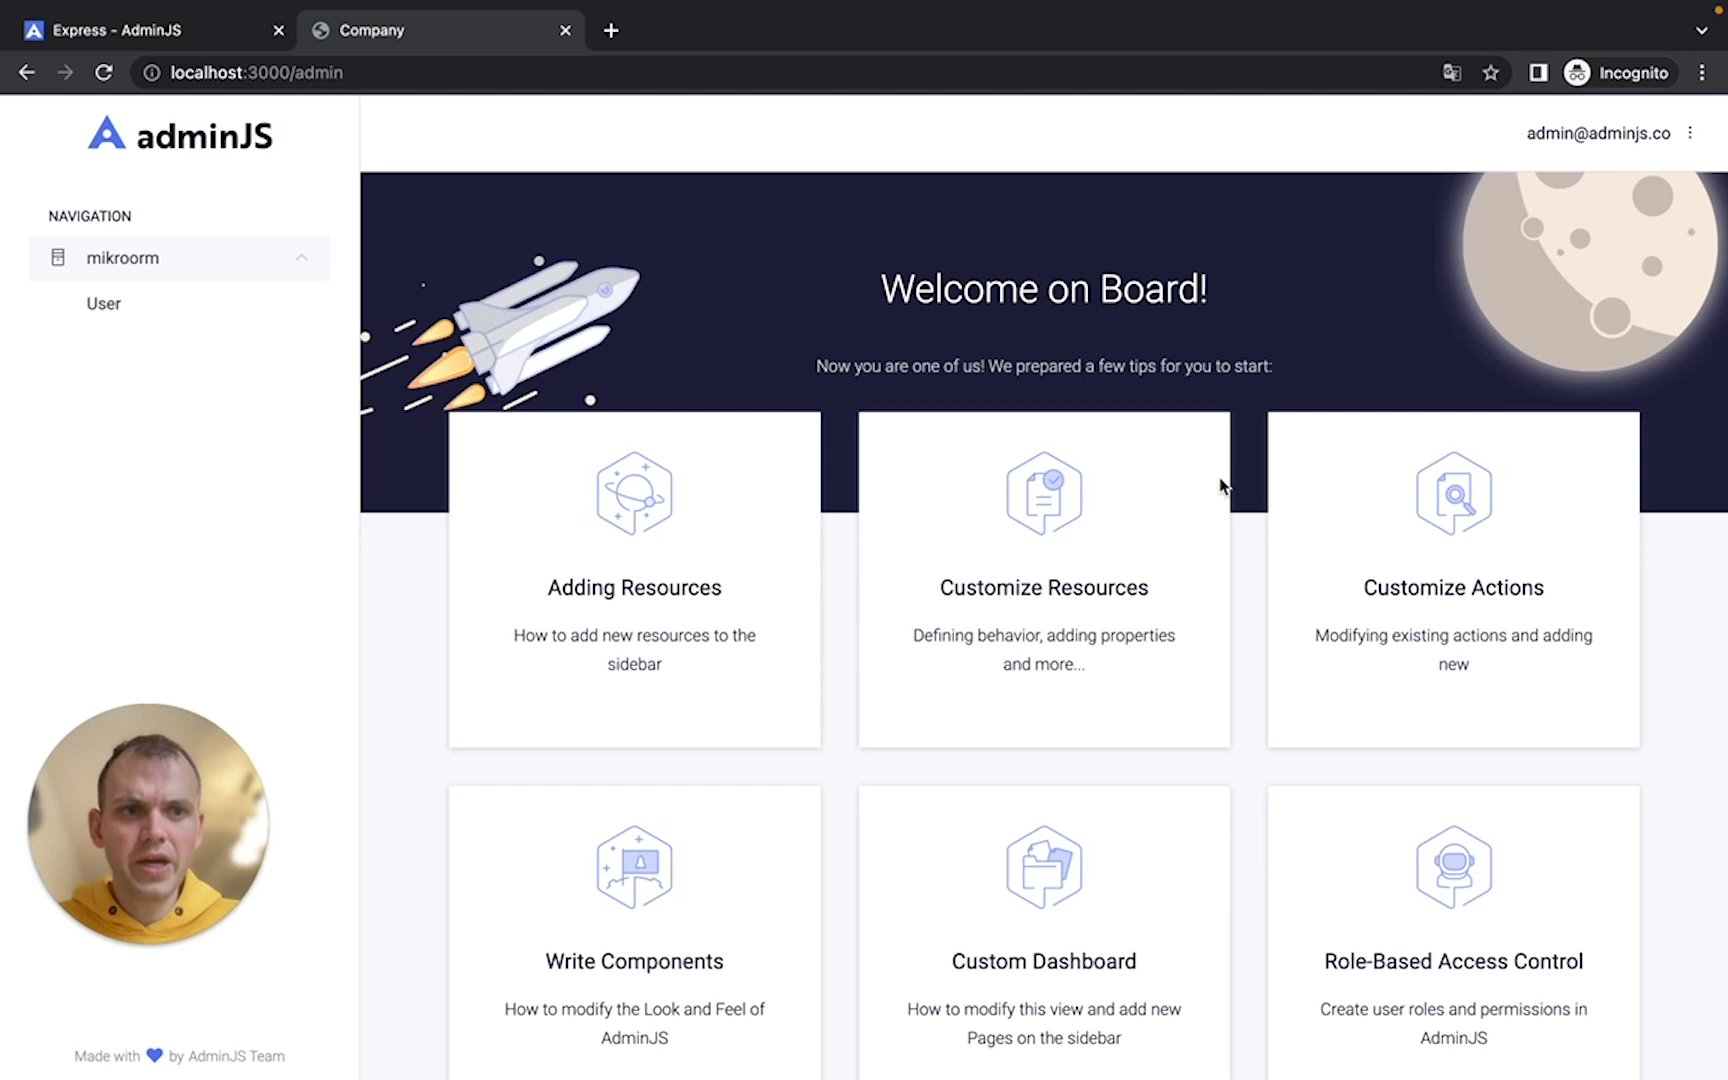 Express - AdminJS
Company
localhost:3000/admin
Incognito
adminJS
admin@adminjs.co
NAVIGATION
mikroorm
User
Welcome on Board!
Now you are one of us! We prepared a few tips for you to start:
Adding Resources
How to add new resources to the
sidebar
Customize Resources
Defining behavior, adding properties
and more...
Customize Actions
Modifying existing actions and adding
new
Write Components
How to modify the Look and Feel of
AdminJS
Custom Dashboard
How to modify this view and add new
Pages on the sidebar
Role-Based Access Control
Create user roles and permissions in
AdminJS
Made with 💙 by AdminJS Team